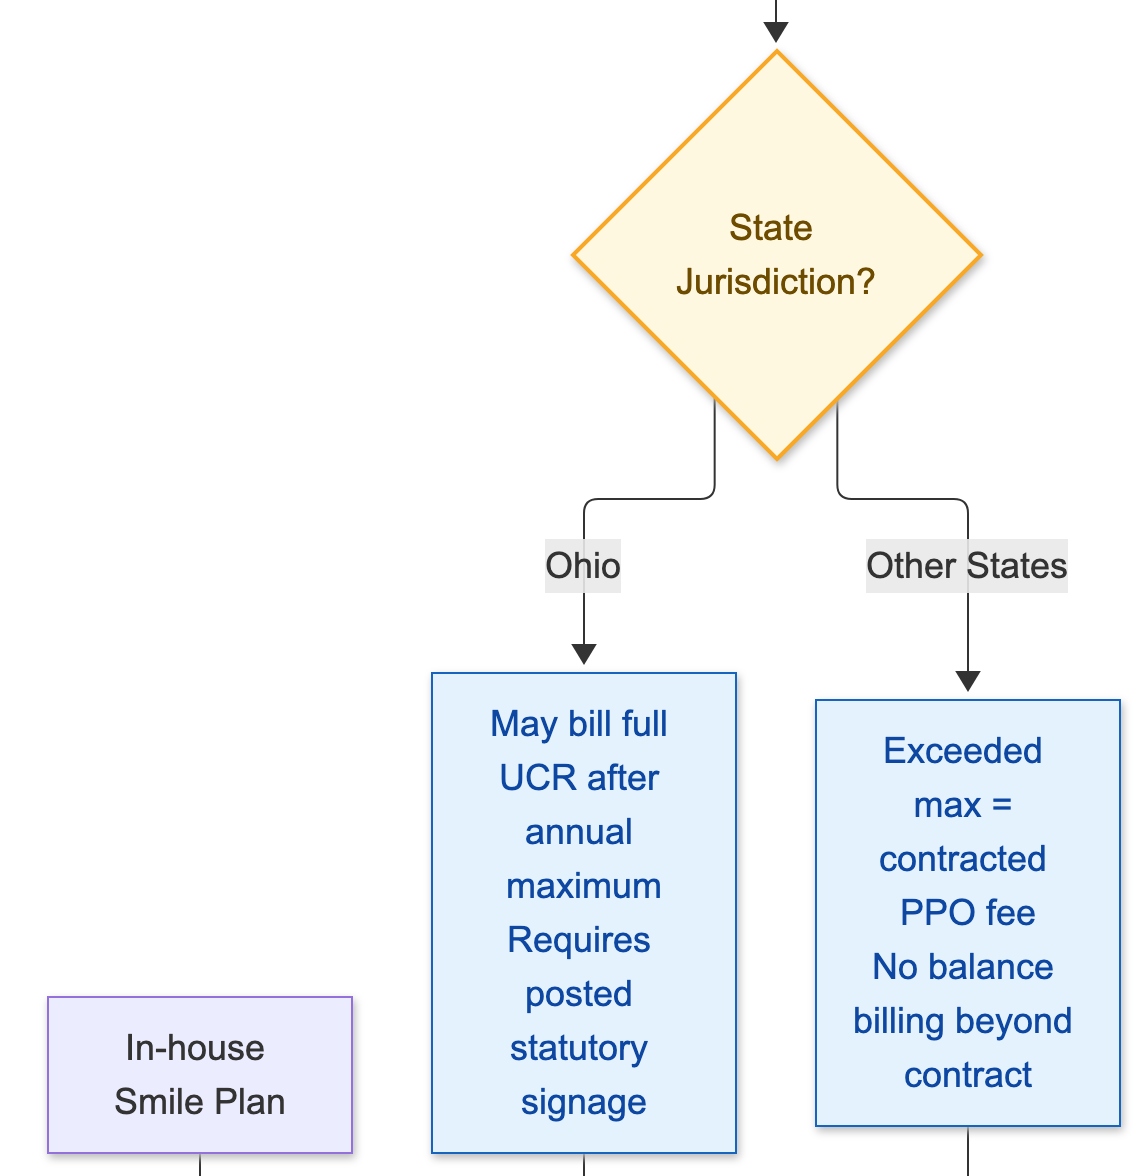 State
Jurisdiction?
Ohio
Other States
May bill full
UCR after
annual
maximum
Requires
posted
statutory
signage
Exceeded
max =
contracted
PPO fee
No balance
billing beyond
contract
In-house
Smile Plan